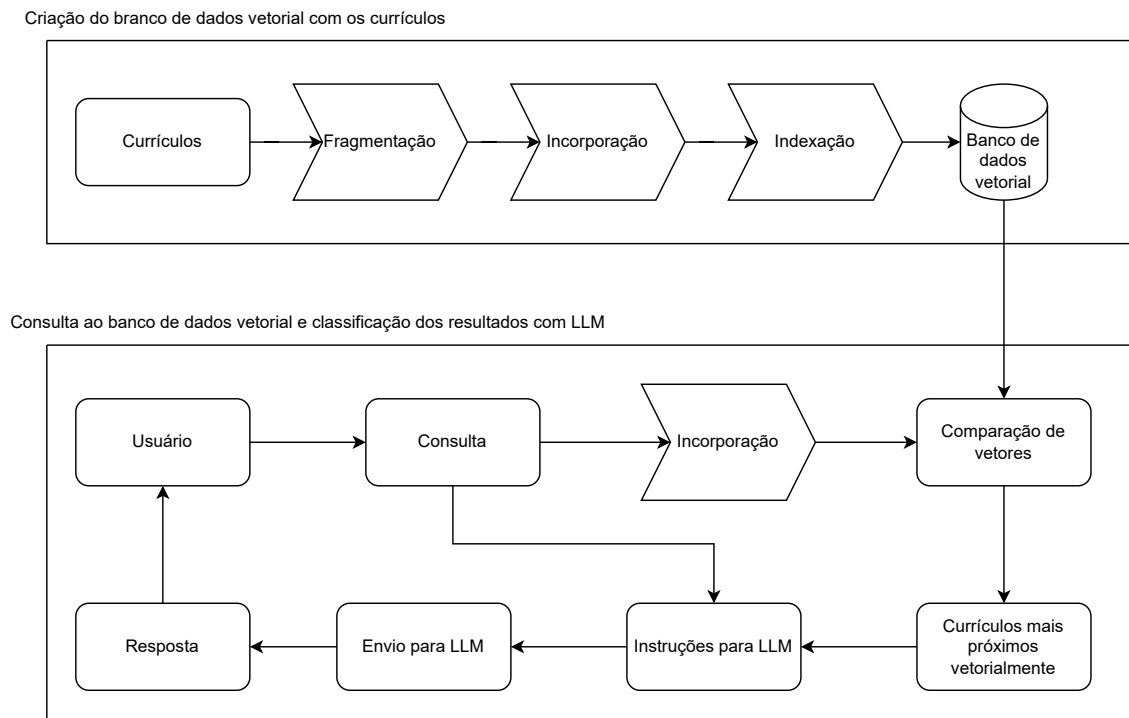 Criação do branco de dados vetorial com os currículos
Currículos
Fragmentação
Incorporação
Indexação
Banco de
dados
vetorial
Consulta ao banco de dados vetorial e classificação dos resultados com LLM
Usuário
Consulta
Incorporação
Comparação de
vetores
Resposta
Envio para LLM
Instruções para LLM
Currículos mais
próximos
vetorialmente